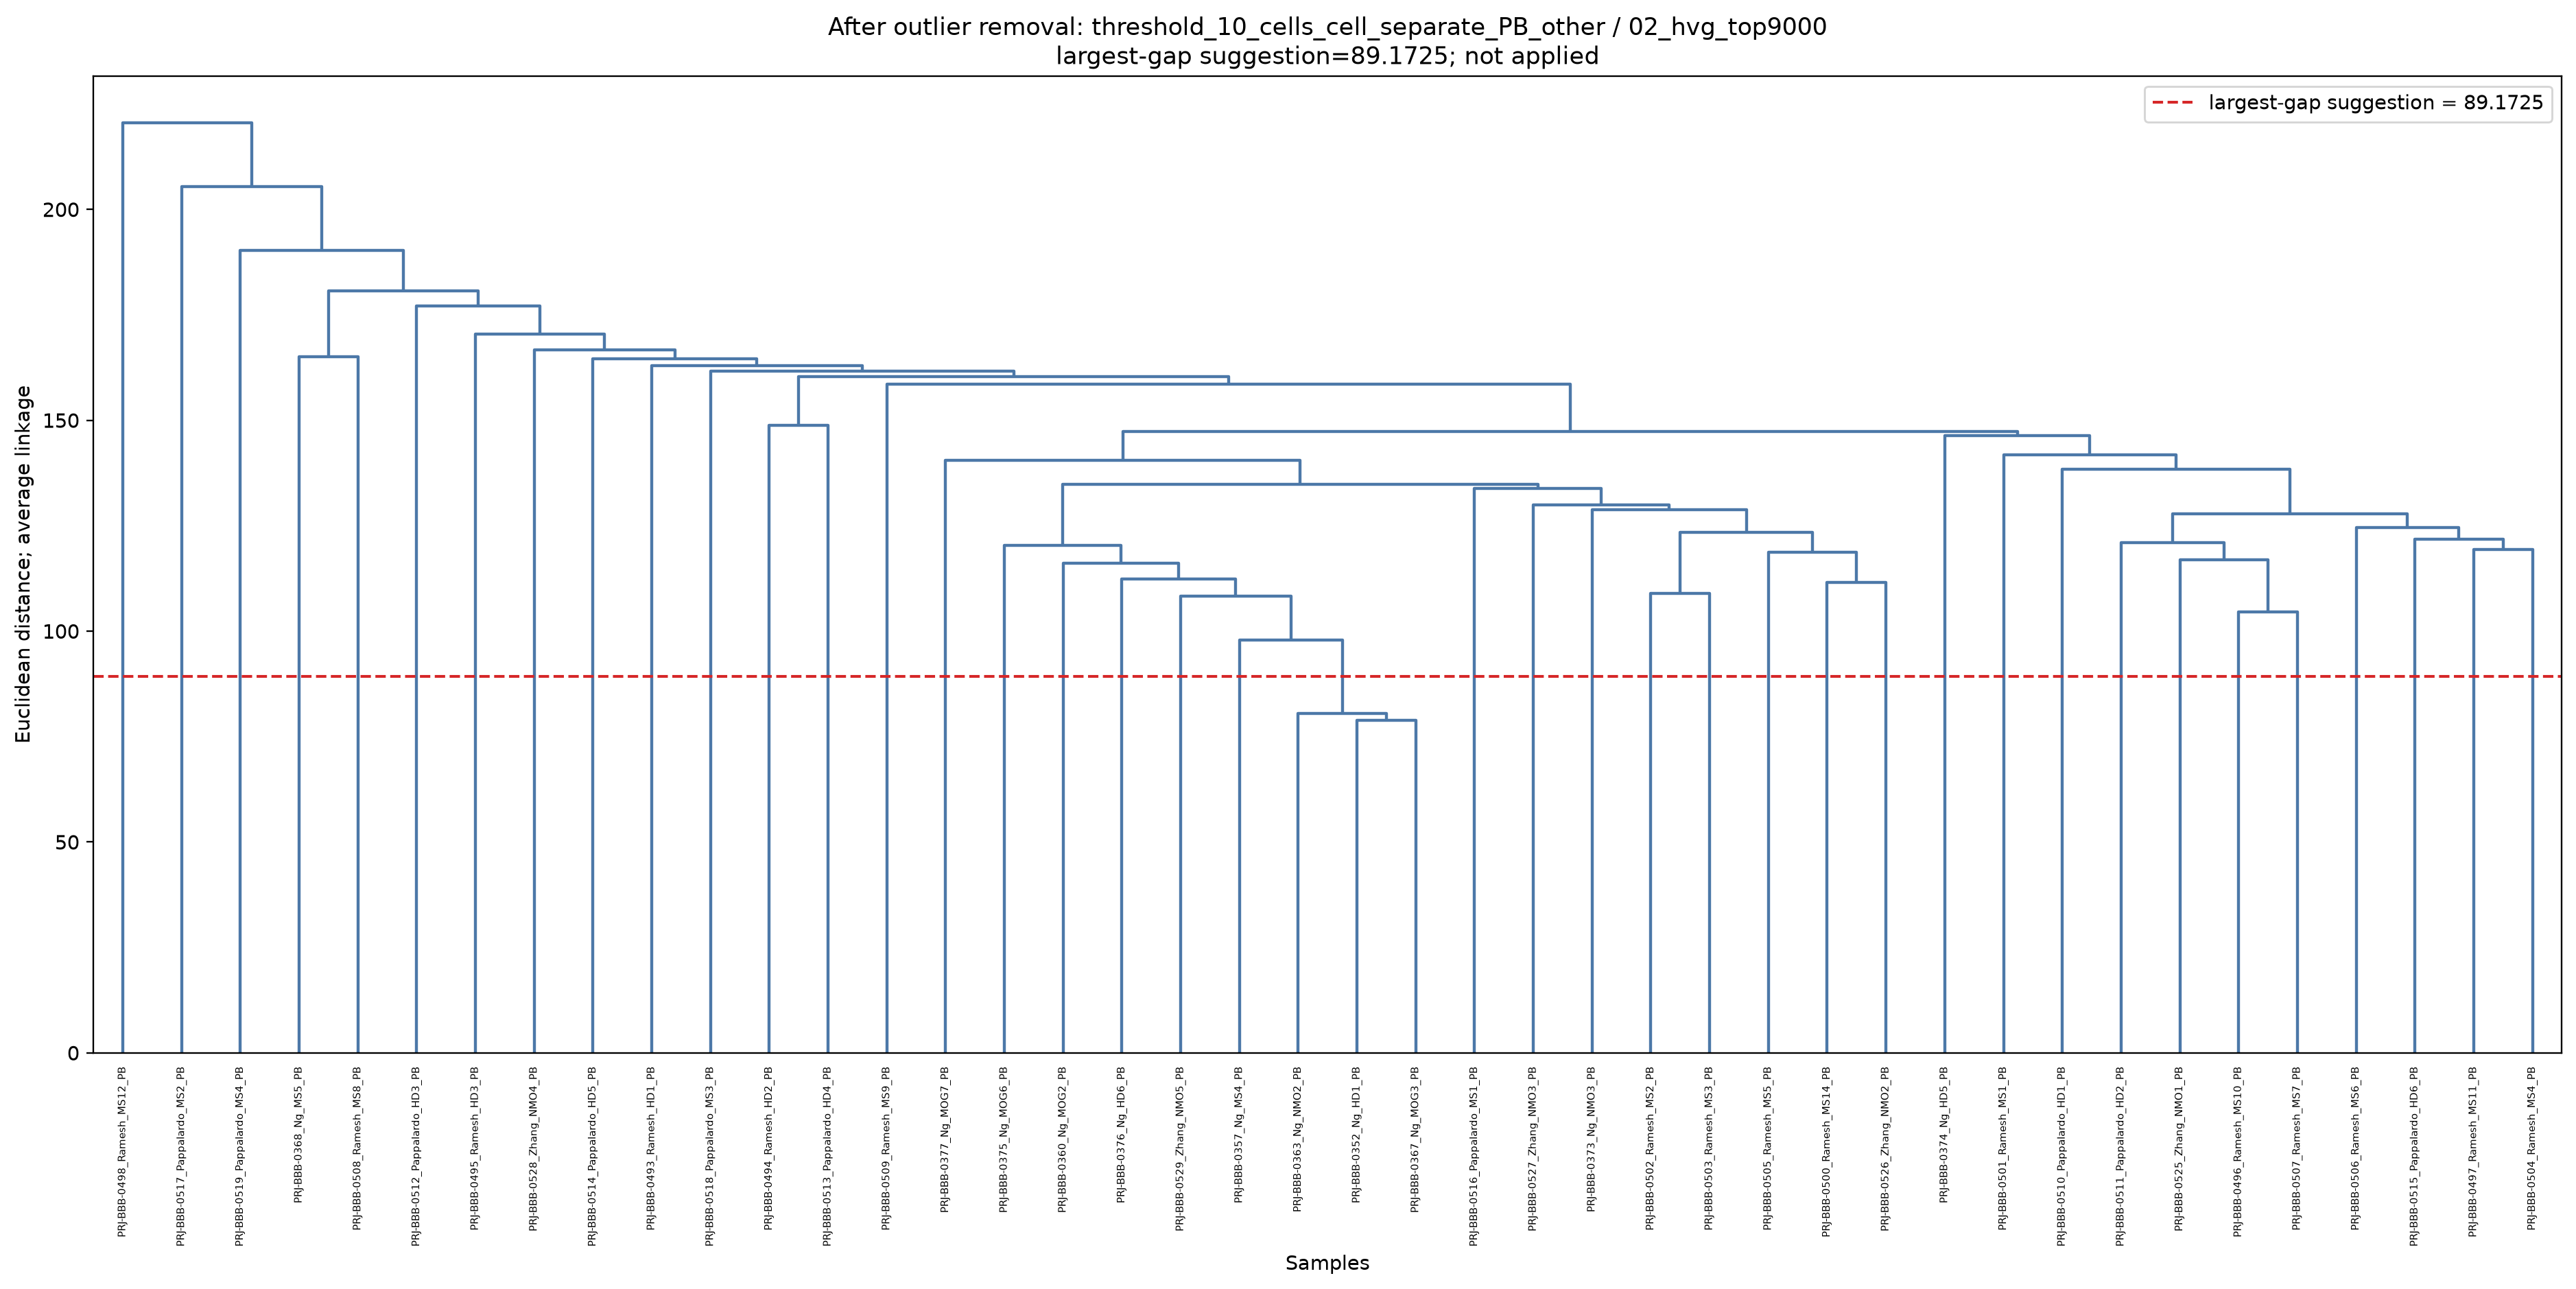 After outlier removal: threshold_10_cells_cell_separate_PB_other / 02_hvg_top9000
largest-gap suggestion=89.1725; not applied
largest-gap suggestion = 89.1725
Euclidean distance; average linkage
200
150
100
50
0
PRJ-BBB-0498_Ramesh_MS12_PB
PRJ-BBB-0517_Pappalardo_MS2_PB
PRJ-BBB-0519_Pappalardo_MS4_PB
PRJ-BBB-0368_Ng_MS5_PB
PRJ-BBB-0508_Ramesh_MS8_PB
PRJ-BBB-0512_Pappalardo_HD3_PB
PRJ-BBB-0495_Ramesh_HD3_PB
PRJ-BBB-0528_Zhang_NMO4_PB
PRJ-BBB-0514_Pappalardo_HD5_PB
PRJ-BBB-0493_Ramesh_HD1_PB
PRJ-BBB-0518_Pappalardo_MS3_PB
PRJ-BBB-0494_Ramesh_HD2_PB
PRJ-BBB-0513_Pappalardo_HD4_PB
PRJ-BBB-0509_Ramesh_MS9_PB
PRJ-BBB-0377_Ng_MOG7_PB
PRJ-BBB-0375_Ng_MOG6_PB
PRJ-BBB-0360_Ng_MOG2_PB
PRJ-BBB-0376_Ng_HD6_PB
PRJ-BBB-0529_Zhang_NMO5_PB
PRJ-BBB-0357_Ng_MS4_PB
PRJ-BBB-0363_Ng_NMO2_PB
PRJ-BBB-0352_Ng_HD1_PB
PRJ-BBB-0367_Ng_MOG3_PB
PRJ-BBB-0516_Pappalardo_MS1_PB
PRJ-BBB-0527_Zhang_NMO3_PB
PRJ-BBB-0373_Ng_NMO3_PB
PRJ-BBB-0502_Ramesh_MS2_PB
PRJ-BBB-0503_Ramesh_MS3_PB
PRJ-BBB-0505_Ramesh_MS5_PB
PRJ-BBB-0500_Ramesh_MS14_PB
PRJ-BBB-0526_Zhang_NMO2_PB
PRJ-BBB-0374_Ng_HD5_PB
PRJ-BBB-0501_Ramesh_MS1_PB
PRJ-BBB-0510_Pappalardo_HD1_PB
PRJ-BBB-0511_Pappalardo_HD2_PB
PRJ-BBB-0525_Zhang_NMO1_PB
PRJ-BBB-0496_Ramesh_MS10_PB
PRJ-BBB-0507_Ramesh_MS7_PB
PRJ-BBB-0506_Ramesh_MS6_PB
PRJ-BBB-0515_Pappalardo_HD6_PB
PRJ-BBB-0497_Ramesh_MS11_PB
PRJ-BBB-0504_Ramesh_MS4_PB
Samples